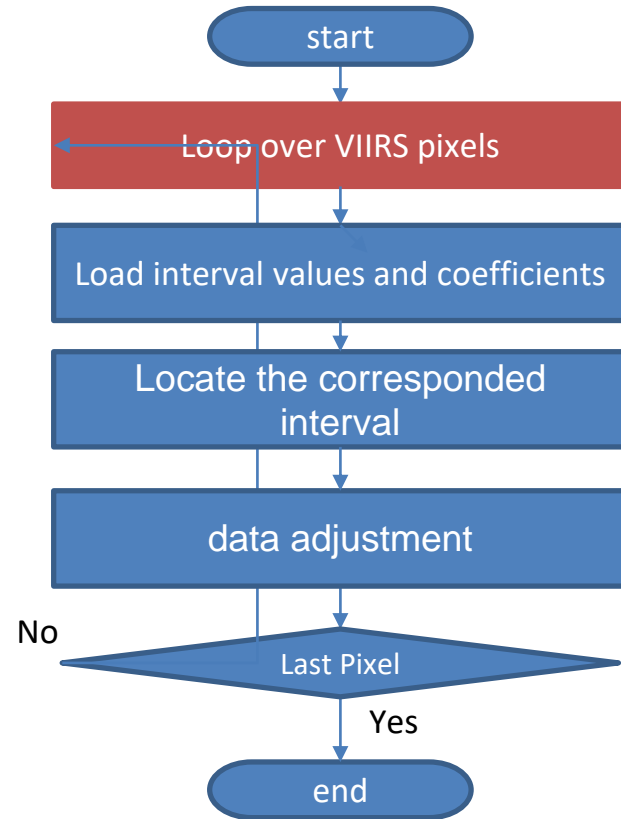 start
Loop over VIIRS pixels
Load interval values and coefficients
Locate the corresponded
interval
data adjustment
No
Last Pixel
Yes
end